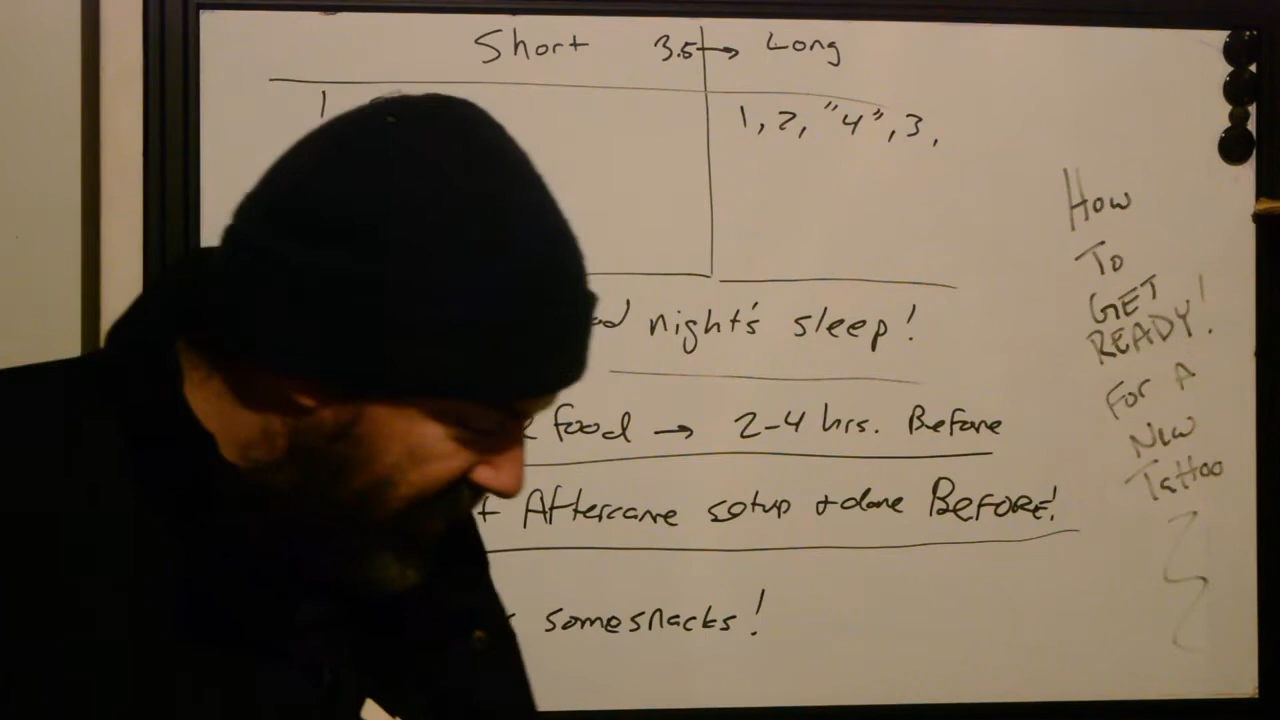 Short 3.5 → Long
1
1, 2, "4", 3,
night's sleep!
food → 2-4 hrs. Before
+ Aftercare setup + done BEFORE!
some snacks!
How
To
GET
READY!
For A
New
Tattoo